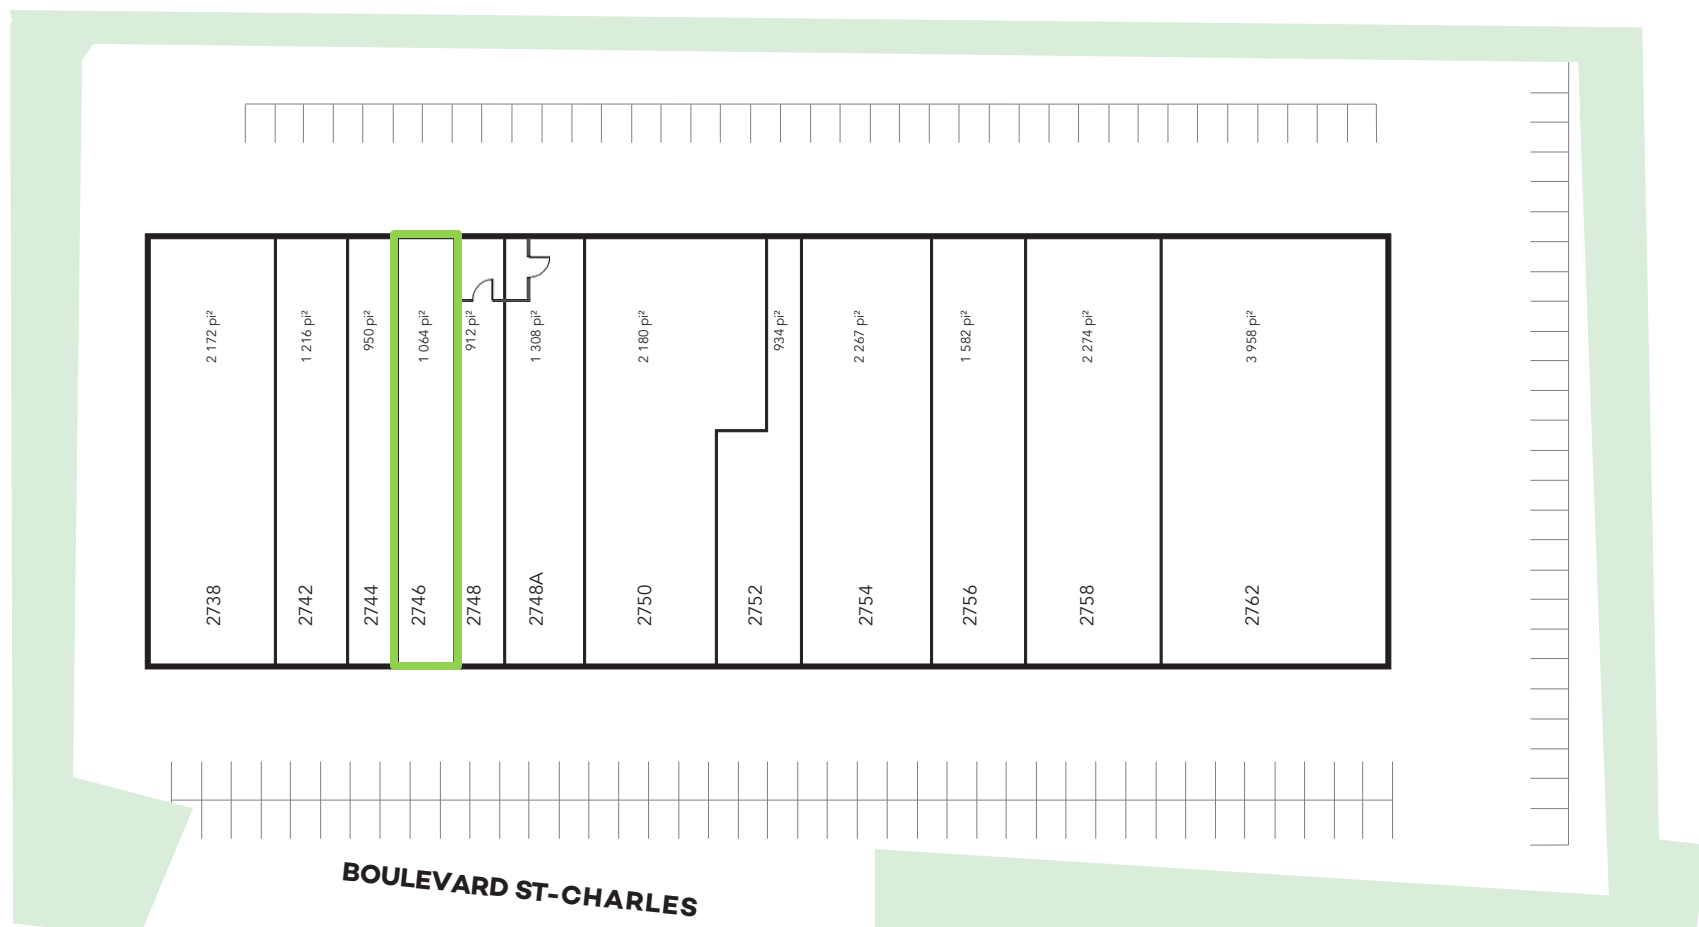 2 172 pi²
1 216 pi²
950 pi²
1 064 pi²
912 pi²
1 308 pi²
2 180 pi²
934 pi²
2 267 pi²
1 582 pi²
2 274 pi²
3 958 pi²
2738
2742
2744
2746
2748
2748A
2750
2752
2754
2756
2758
2762
BOULEVARD ST-CHARLES